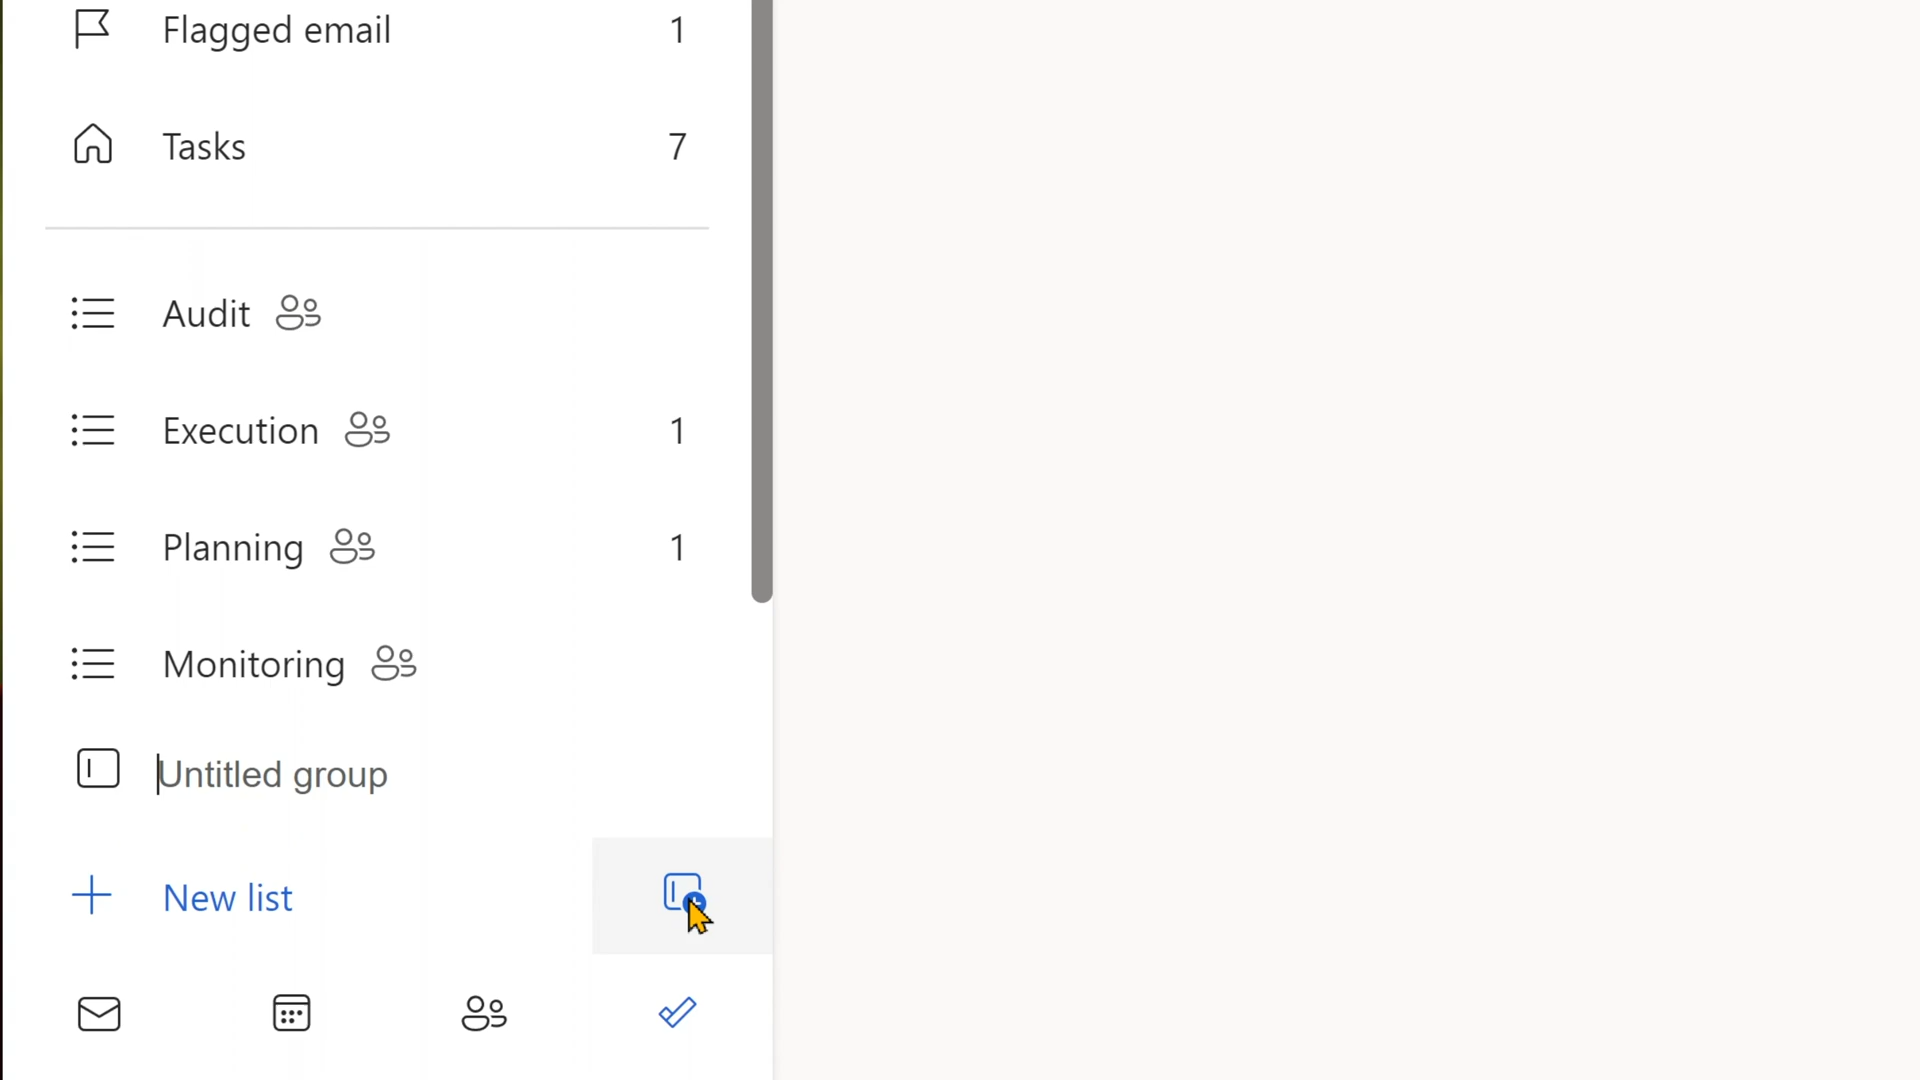 Flagged email 1
Tasks 7
Audit
Execution 1
Planning 1
Monitoring
Untitled group
New list